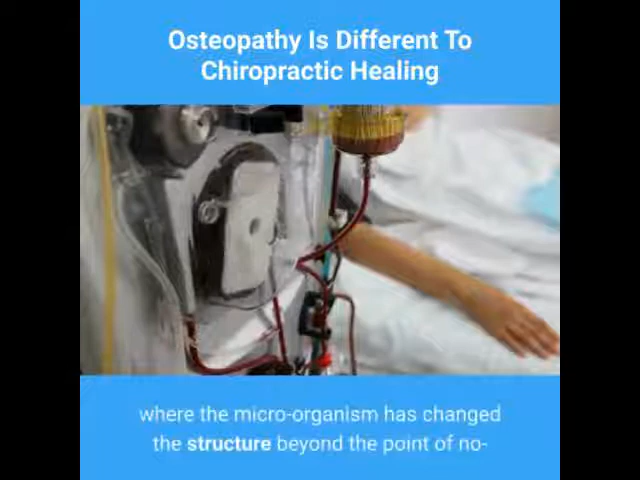 Osteopathy Is Different To
Chiropractic Healing
where the micro-organism has changed
the structure beyond the point of no-